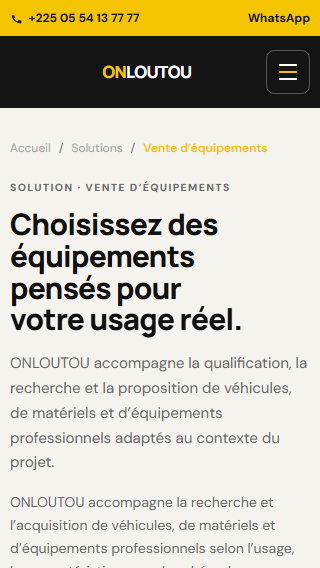 +225 05 54 13 77 77
WhatsApp
ONLOUTOU
Accueil / Solutions / Vente d’équipements
SOLUTION · VENTE D’ÉQUIPEMENTS
Choisissez des
équipements
pensés pour
votre usage réel.
ONLOUTOU accompagne la qualification, la
recherche et la proposition de véhicules,
de matériels et d’équipements
professionnels adaptés au contexte du
projet.
ONLOUTOU accompagne la recherche et
l’acquisition de véhicules, de matériels et
d’équipements professionnels selon l’usage,